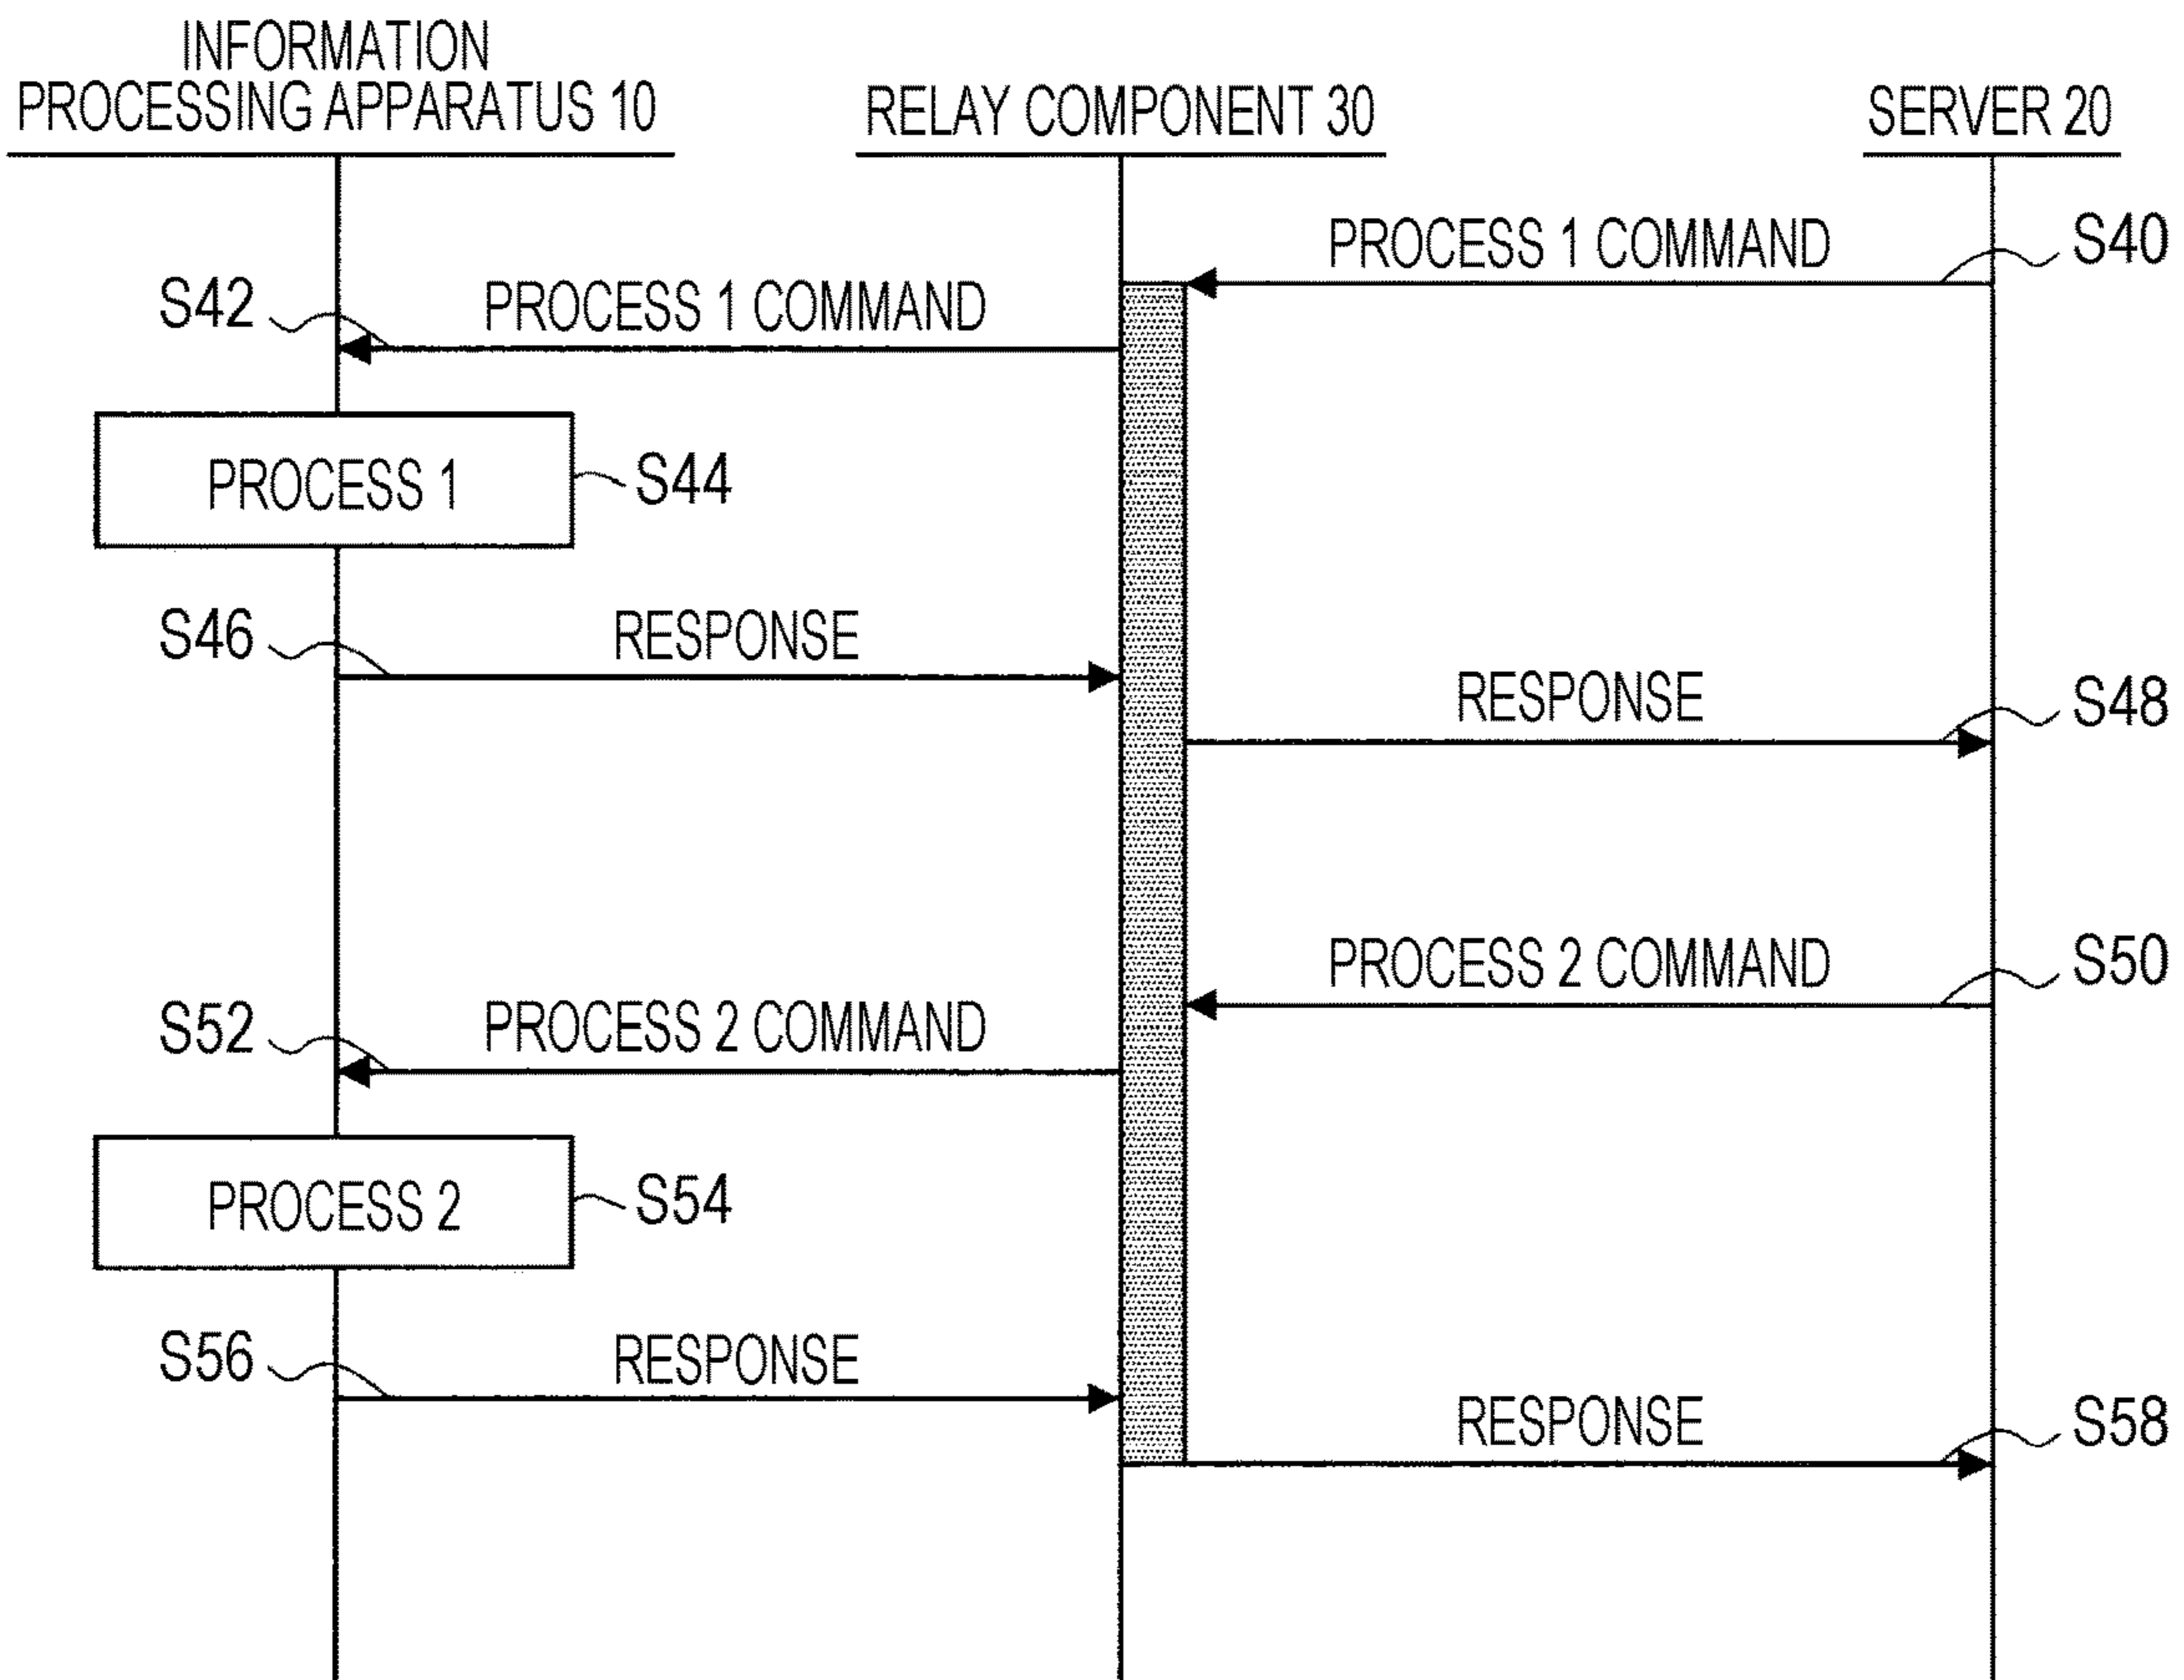 INFORMATION
PROCESSING APPARATUS 10
RELAY COMPONENT 30
SERVER 20
PROCESS 1 COMMAND
S40
S42
PROCESS 1 COMMAND
PROCESS 1
S44
S46
RESPONSE
RESPONSE
S48
PROCESS 2 COMMAND
S50
S52
PROCESS 2 COMMAND
PROCESS 2
S54
S56
RESPONSE
RESPONSE
S58